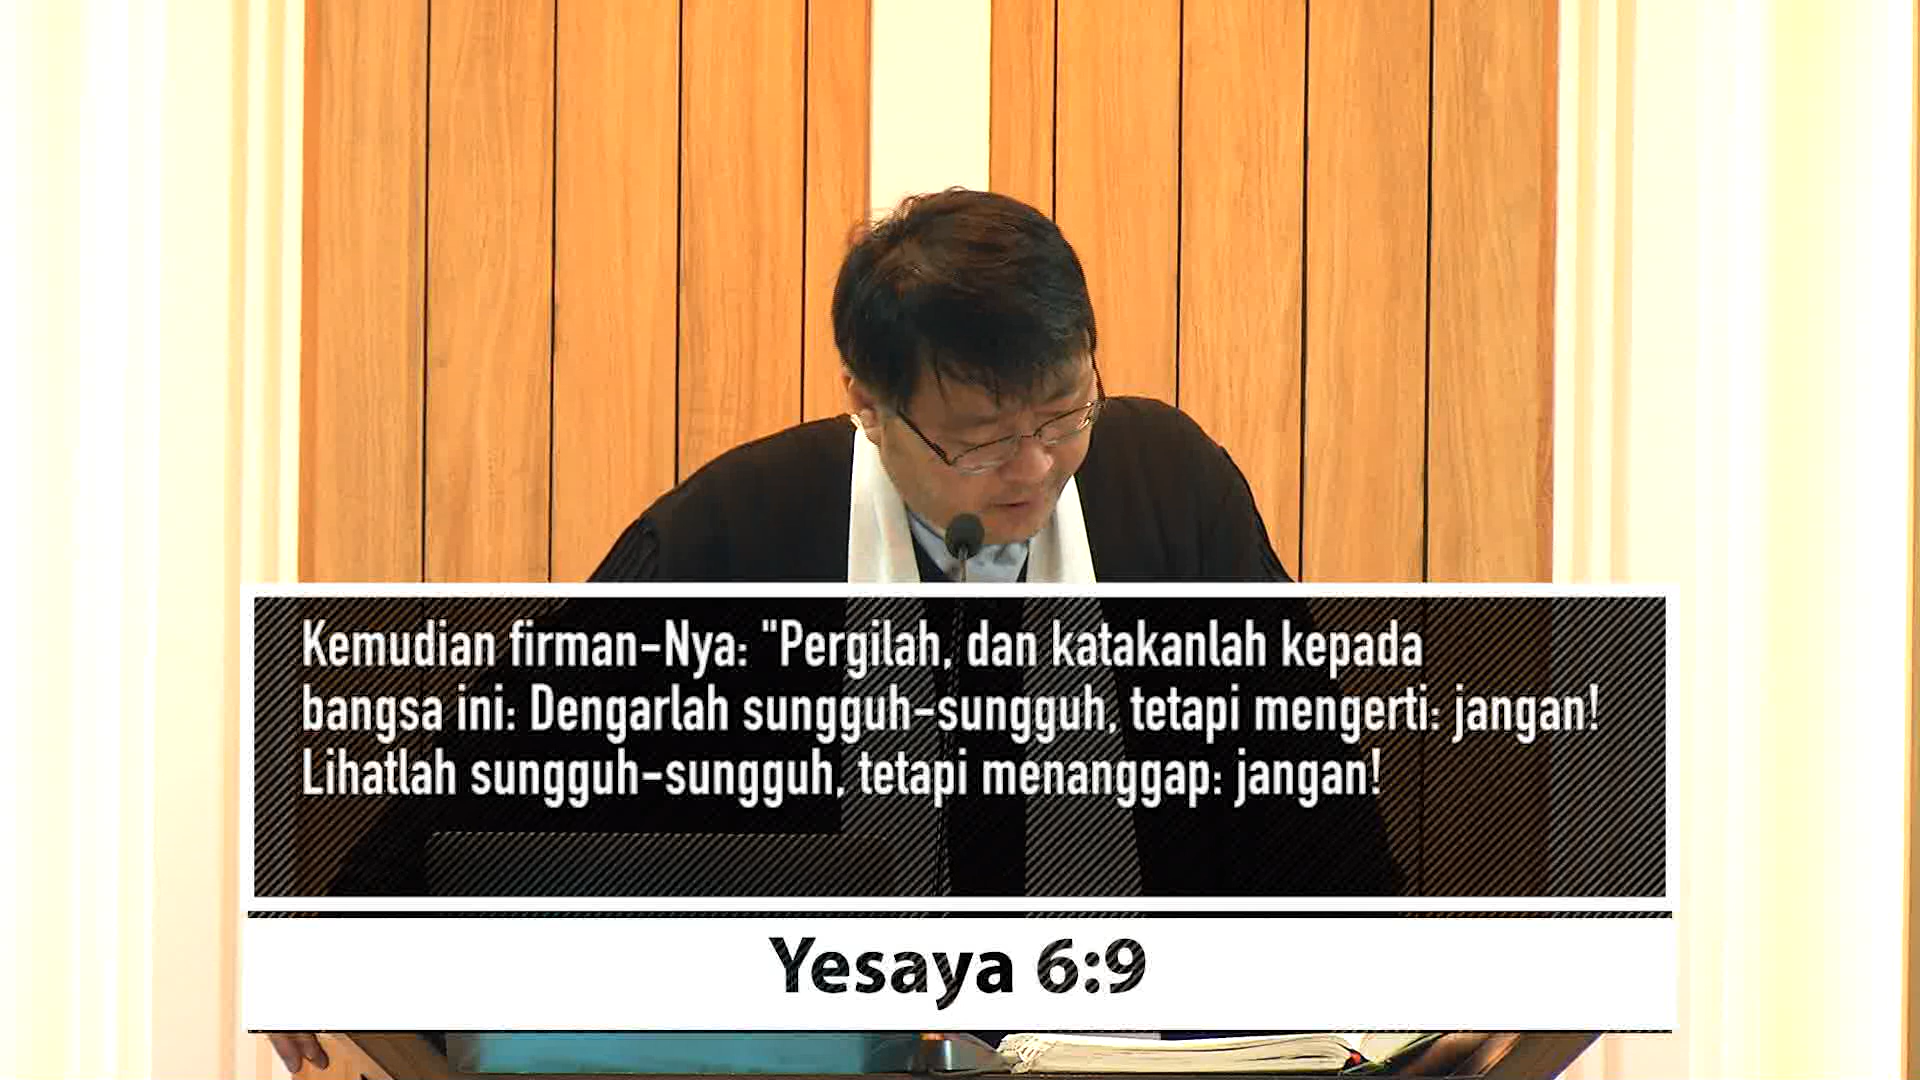 Kemudian firman-Nya: "Pergilah, dan katakanlah kepada
bangsa ini: Dengarlah sungguh-sungguh, tetapi mengerti: jangan!
Lihatlah sungguh-sungguh, tetapi menanggap: jangan!
Yesaya 6:9